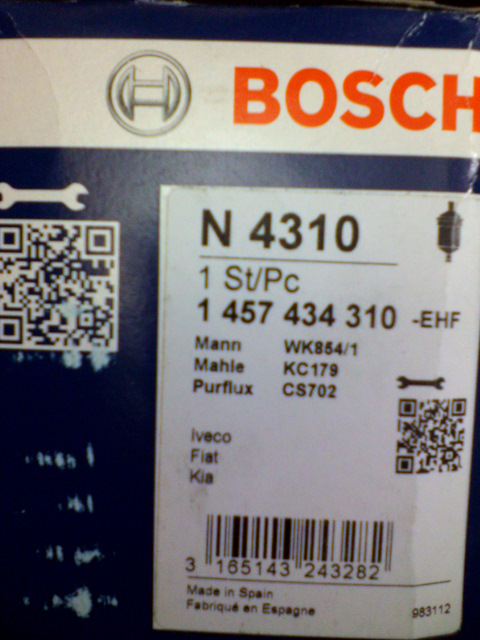 BOSCH
N 4310
1 St/Pc
1 457 434 310 -EHF
Mann WK854/1
Mahle KC179
Purflux CS702
Iveco
Fiat
Kia
3 165143 243282
Made in Spain
Fabriqué en Espagne
983112